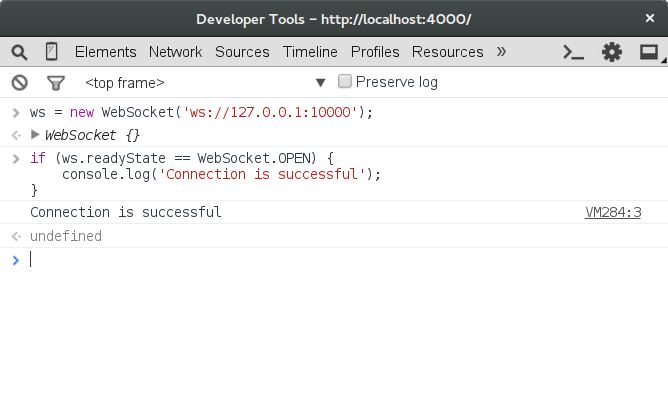 Developer Tools - http://localhost:4000/ ×
Elements Network Sources Timeline Profiles Resources »
<top frame> ▼ Preserve log
> ws = new WebSocket('ws://127.0.0.1:10000');
▶ WebSocket {}
> if (ws.readyState == WebSocket.OPEN) {
console.log('Connection is successful');
}
Connection is successful VM284:3
undefined
>